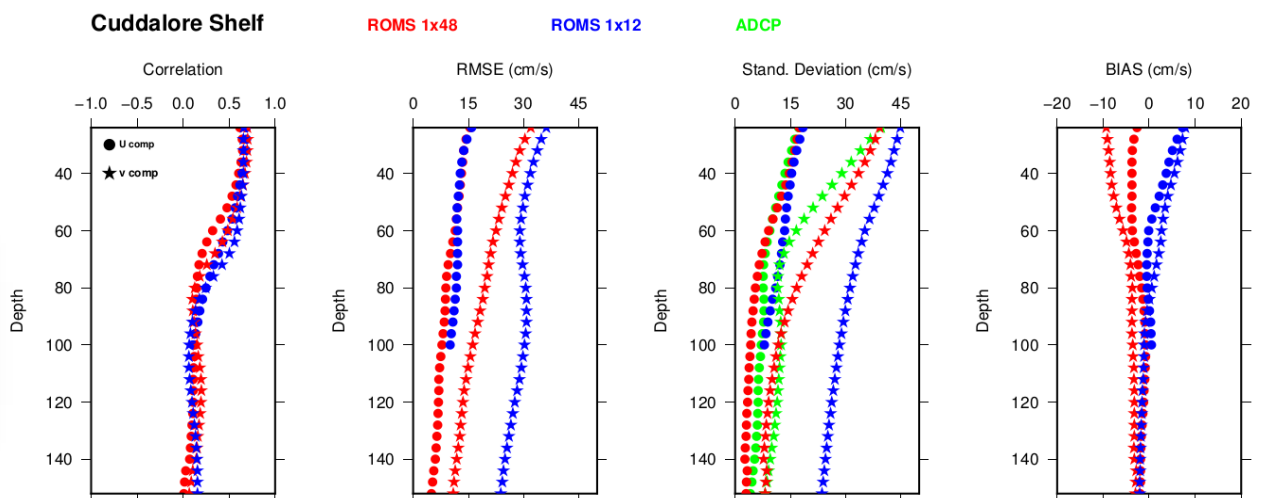 Cuddalore Shelf ROMS 1x48 ROMS 1x12 ADCP
Correlation RMSE (cm/s) Stand. Deviation (cm/s) BIAS (cm/s)
−1.0 −0.5 0.0 0.5 1.0 0 15 30 45 0 15 30 45 −20 −10 0 10 20
U comp
v comp
40 40 40 40
60 60 60 60
80 80 80 80
100 100 100 100
120 120 120 120
140 140 140 140
Depth Depth Depth Depth